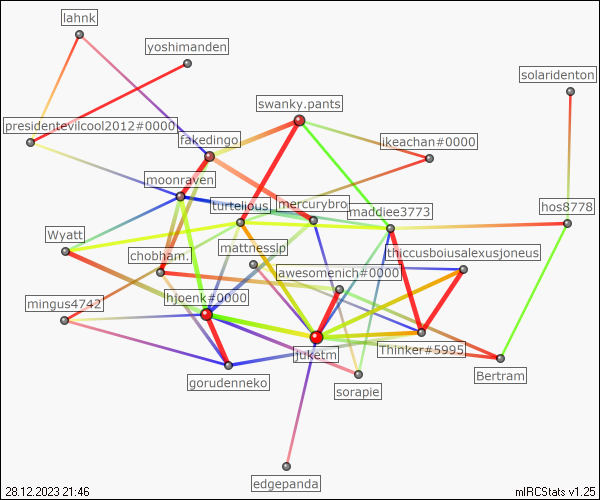 lahnk
yoshimanden
solaridenton
swanky.pants
presidentevilcool2012#0000
fakedingo
ikeachan#0000
moonraven
turtelious
mercurybro
maddiee3773
hos8778
Wyatt
chobham.
mattnesslp
thiccusboiusalexusjoneus
awesomenich#0000
mingus4742
hjoenk#0000
juketm
Thinker#5995
gorudenneko
sorapie
Bertram
edgepanda
28.12.2023 21:46
mIRCStats v1.25